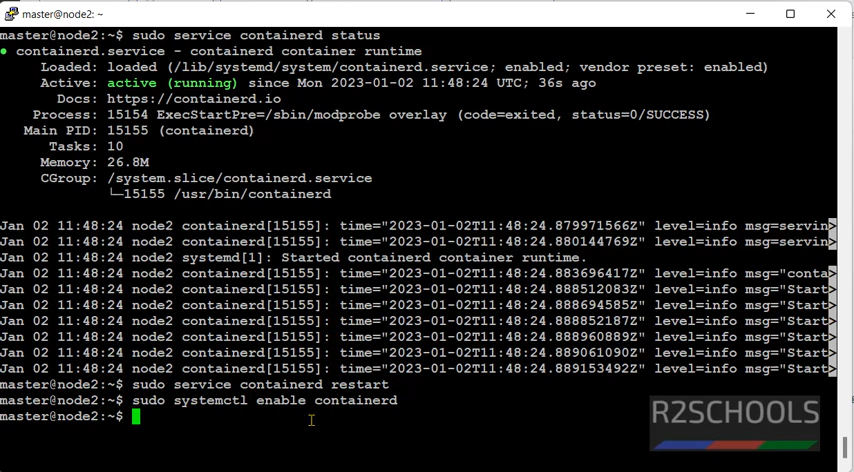 master@node2: ~
master@node2:~$ sudo service containerd status
● containerd.service - containerd container runtime
Loaded: loaded (/lib/systemd/system/containerd.service; enabled; vendor preset: enabled)
Active: active (running) since Mon 2023-01-02 11:48:24 UTC; 36s ago
Docs: https://containerd.io
Process: 15154 ExecStartPre=/sbin/modprobe overlay (code=exited, status=0/SUCCESS)
Main PID: 15155 (containerd)
Tasks: 10
Memory: 26.8M
CGroup: /system.slice/containerd.service
└─15155 /usr/bin/containerd
Jan 02 11:48:24 node2 containerd[15155]: time="2023-01-02T11:48:24.879971566Z" level=info msg=servin>
Jan 02 11:48:24 node2 containerd[15155]: time="2023-01-02T11:48:24.880144769Z" level=info msg=servin>
Jan 02 11:48:24 node2 systemd[1]: Started containerd container runtime.
Jan 02 11:48:24 node2 containerd[15155]: time="2023-01-02T11:48:24.883696417Z" level=info msg="conta>
Jan 02 11:48:24 node2 containerd[15155]: time="2023-01-02T11:48:24.888512083Z" level=info msg="Start>
Jan 02 11:48:24 node2 containerd[15155]: time="2023-01-02T11:48:24.888694585Z" level=info msg="Start>
Jan 02 11:48:24 node2 containerd[15155]: time="2023-01-02T11:48:24.888852187Z" level=info msg="Start>
Jan 02 11:48:24 node2 containerd[15155]: time="2023-01-02T11:48:24.888960889Z" level=info msg="Start>
Jan 02 11:48:24 node2 containerd[15155]: time="2023-01-02T11:48:24.889061090Z" level=info msg="Start>
Jan 02 11:48:24 node2 containerd[15155]: time="2023-01-02T11:48:24.889153492Z" level=info msg="Start>
master@node2:~$ sudo service containerd restart
master@node2:~$ sudo systemctl enable containerd
master@node2:~$
R2SCHOOLS